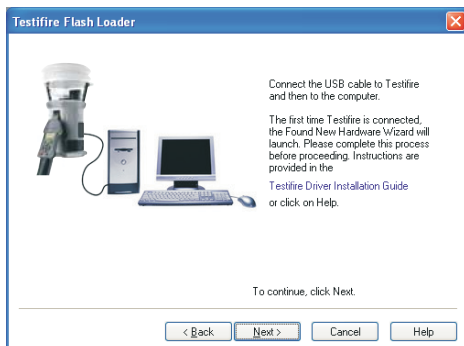 Testifire Flash Loader
Connect the USB cable to Testifire
and then to the computer.
The first time Testifire is connected,
the Found New Hardware Wizard will
launch. Please complete this process
before proceeding. Instructions are
provided in the
Testifire Driver Installation Guide
or click on Help.
To continue, click Next.
< Back
Next >
Cancel
Help